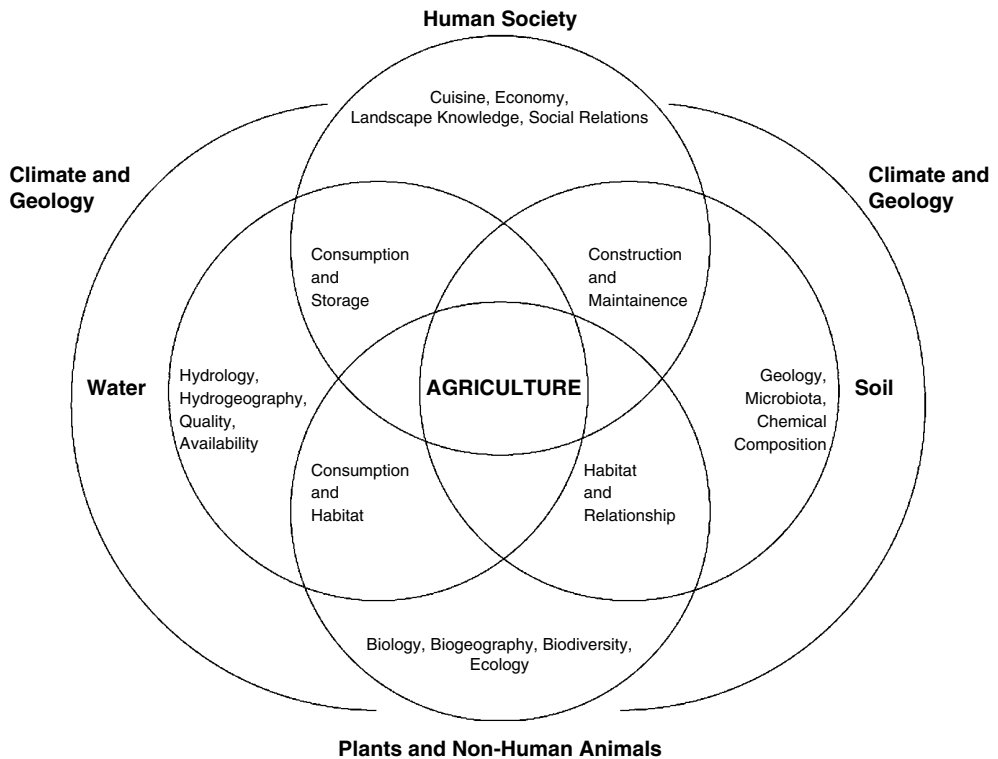 Human Society
Cuisine, Economy,
Landscape Knowledge, Social Relations
Climate and
Geology
Climate and
Geology
Consumption
and
Storage
Construction
and
Maintainence
Water
Hydrology,
Hydrogeography,
Quality,
Availability
AGRICULTURE
Geology,
Microbiota,
Chemical
Composition
Soil
Consumption
and
Habitat
Habitat
and
Relationship
Biology, Biogeography, Biodiversity,
Ecology
Plants and Non-Human Animals